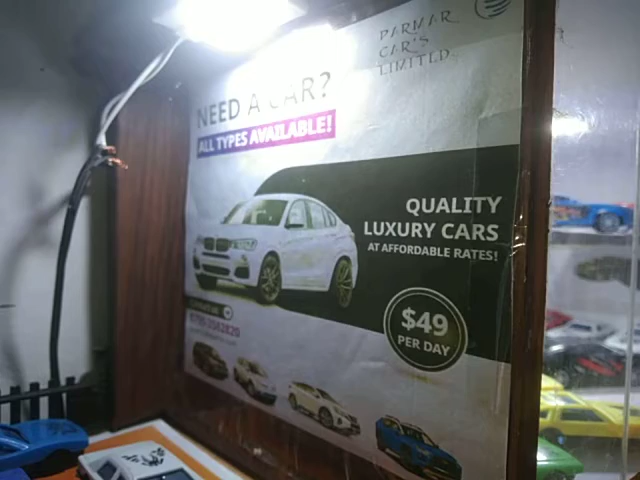 PARMAR
CAR'S
LIMITED
NEED A CAR?
ALL TYPES AVAILABLE!
QUALITY
LUXURY CARS
AT AFFORDABLE RATES!
$49
PER DAY